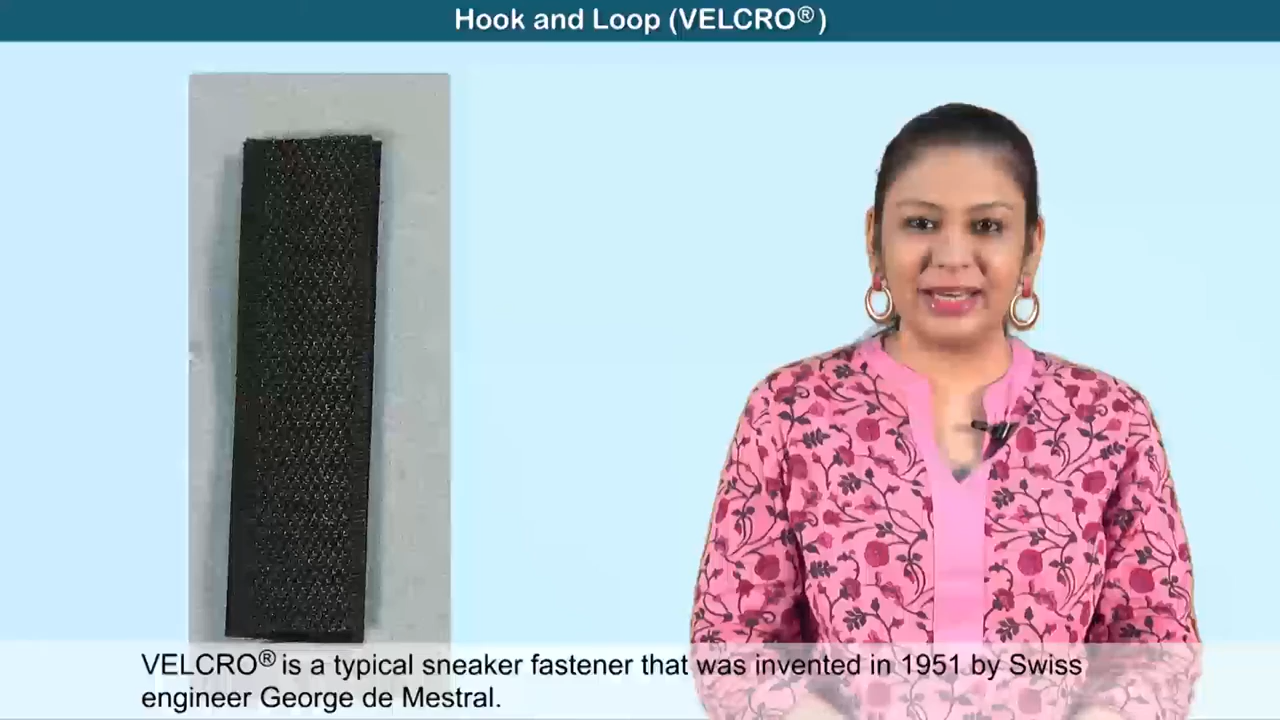 Hook and Loop (VELCRO®)
VELCRO® is a typical sneaker fastener that was invented in 1951 by Swiss
engineer George de Mestral.